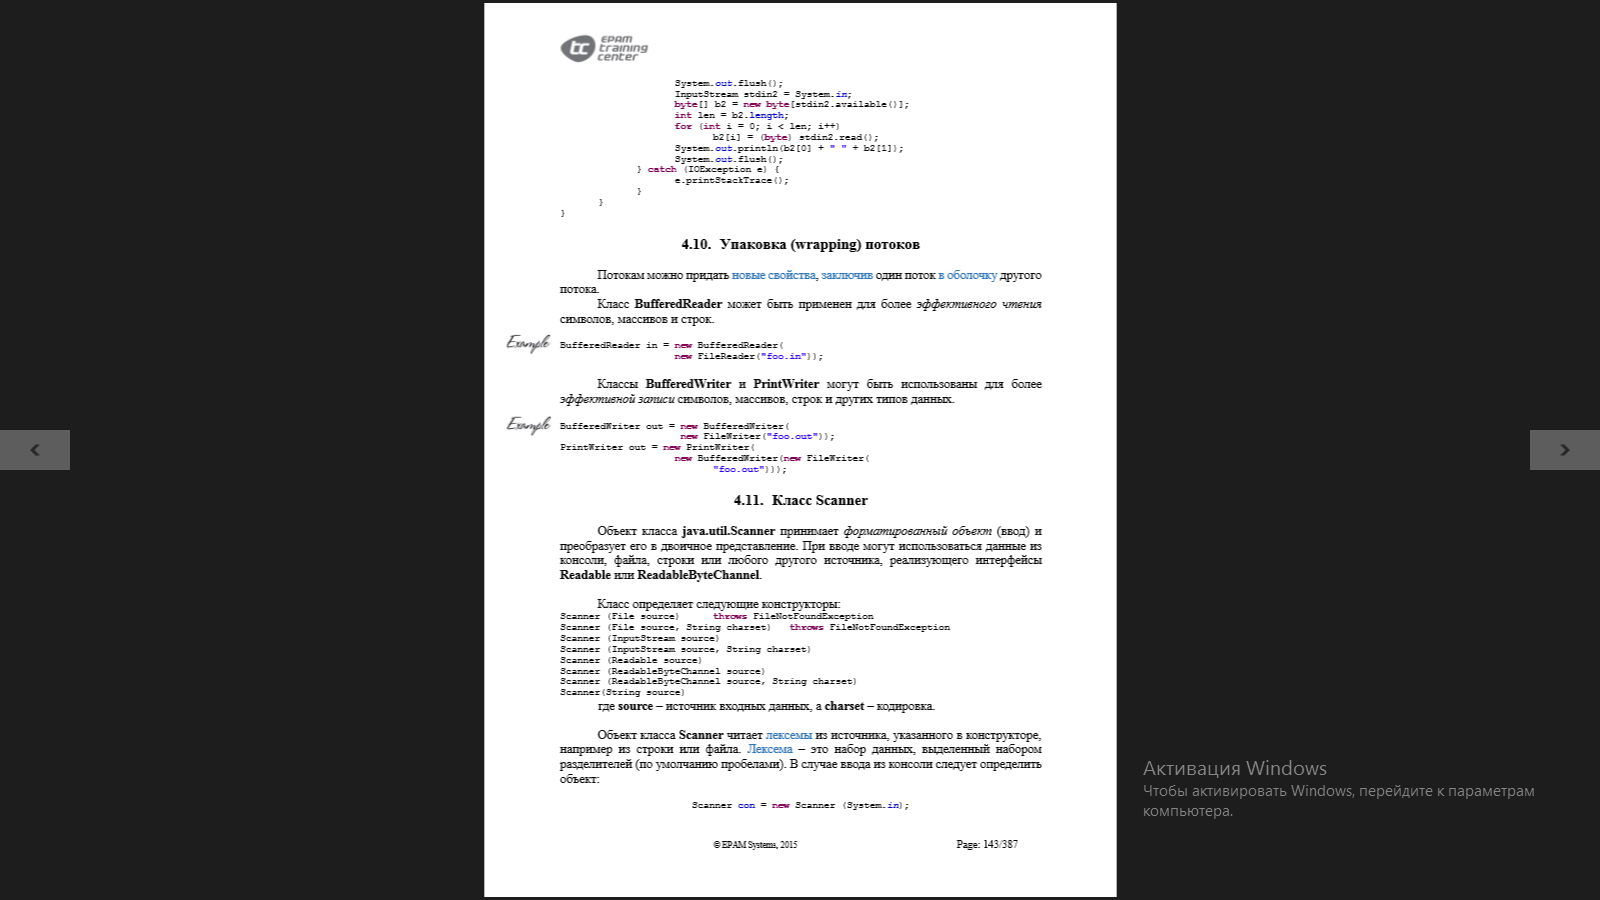 tc EPAM
training
center
System.out.flush();
InputStream stdin2 = System.in;
byte[] b2 = new byte[stdin2.available()];
int len = b2.length;
for (int i = 0; i < len; i++)
b2[i] = (byte) stdin2.read();
System.out.println(b2[0] + " " + b2[1]);
System.out.flush();
} catch (IOException e) {
e.printStackTrace();
}
}
}
4.10. Упаковка (wrapping) потоков
Потокам можно придать новые свойства, заключив один поток в оболочку другого
потока.
Класс BufferedReader может быть применен для более эффективного чтения
символов, массивов и строк.
Example BufferedReader in = new BufferedReader(
new FileReader("foo.in"));
Классы BufferedWriter и PrintWriter могут быть использованы для более
эффективной записи символов, массивов, строк и других типов данных.
Example BufferedWriter out = new BufferedWriter(
new FileWriter("foo.out"));
PrintWriter out = new PrintWriter(
new BufferedWriter(new FileWriter(
"foo.out")));
4.11. Класс Scanner
Объект класса java.util.Scanner принимает форматированный объект (ввод) и
преобразует его в двоичное представление. При вводе могут использоваться данные из
консоли, файла, строки или любого другого источника, реализующего интерфейсы
Readable или ReadableByteChannel.
Класс определяет следующие конструкторы:
Scanner (File source) throws FileNotFoundException
Scanner (File source, String charset) throws FileNotFoundException
Scanner (InputStream source)
Scanner (InputStream source, String charset)
Scanner (Readable source)
Scanner (ReadableByteChannel source)
Scanner (ReadableByteChannel source, String charset)
Scanner(String source)
где source – источник входных данных, а charset – кодировка.
Объект класса Scanner читает лексемы из источника, указанного в конструкторе,
например из строки или файла. Лексема – это набор данных, выделенный набором
разделителей (по умолчанию пробелами). В случае ввода из консоли следует определить
объект:
Scanner con = new Scanner (System.in);
© EPAM Systems, 2015 Page: 143/387
Активация Windows
Чтобы активировать Windows, перейдите к параметрам
компьютера.